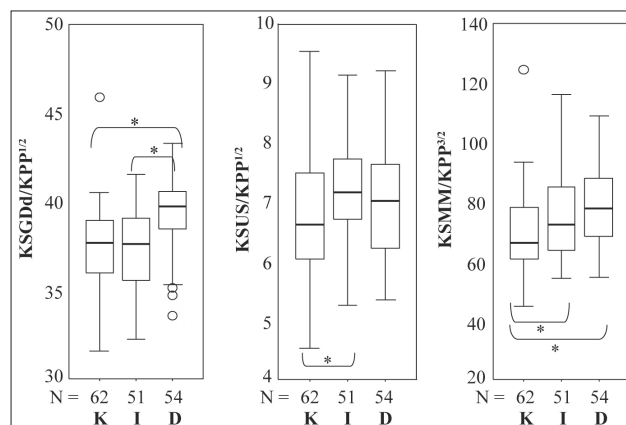 50
45
40
35
30
KSGDd/KPP1/2
*
*
N = 62 51 54
K I D
10
9
8
7
6
5
4
KSUS/KPP1/2
*
62 51 54
K I D
140
120
100
80
60
40
20
KSMM/KPP3/2
*
*
62 51 54
K I D